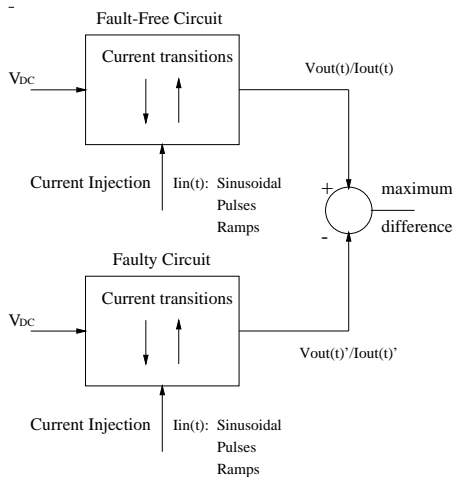 Fault-Free Circuit
Current transitions
VDC
Vout(t)/Iout(t)
Current Injection
Iin(t): Sinusoidal
Pulses
Ramps
+
-
maximum
difference
Faulty Circuit
Current transitions
VDC
Vout(t)'/Iout(t)'
Current Injection
Iin(t): Sinusoidal
Pulses
Ramps